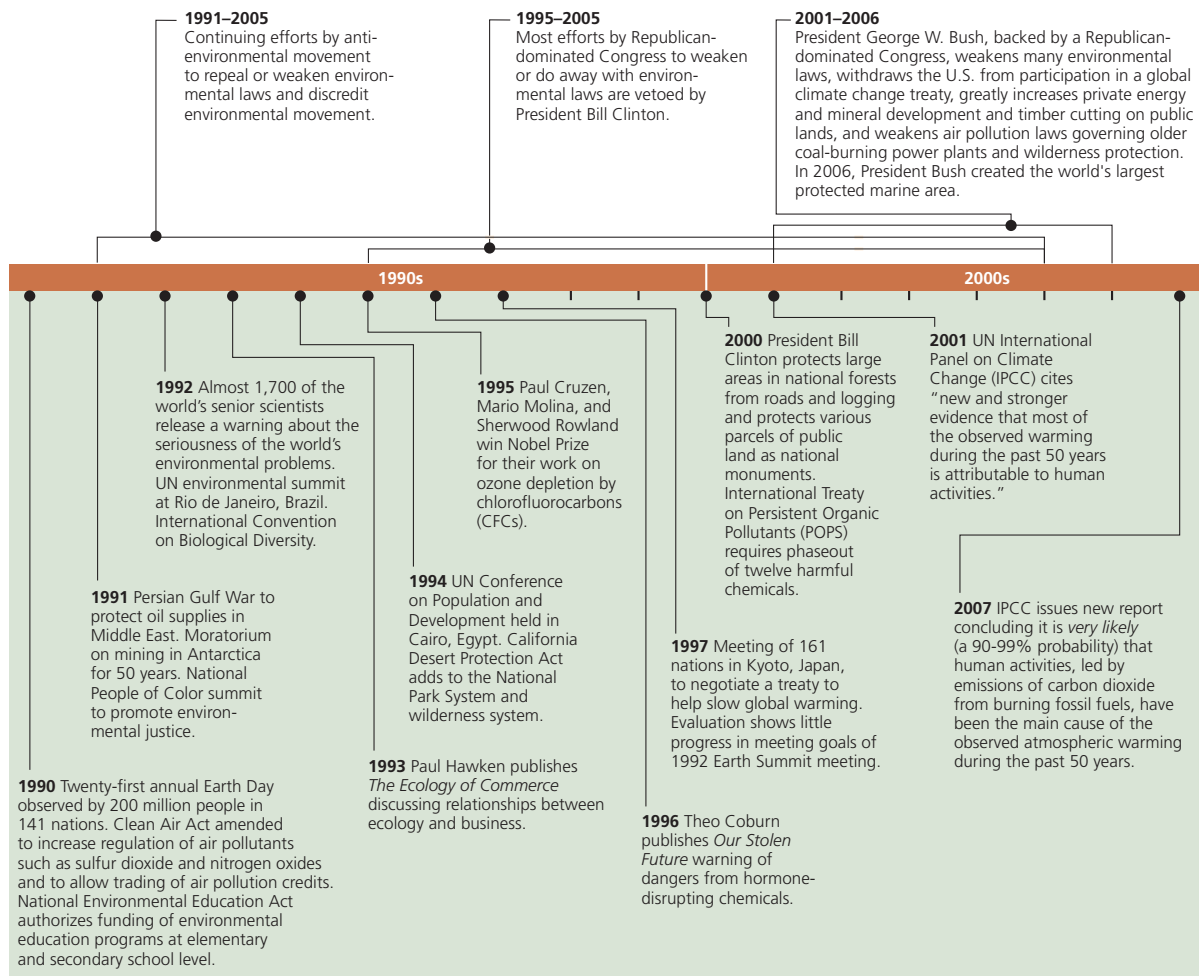 1991–2005
Continuing efforts by anti-
environmental movement
to repeal or weaken environ-
mental laws and discredit
environmental movement.
1995–2005
Most efforts by Republican-
dominated Congress to weaken
or do away with environ-
mental laws are vetoed by
President Bill Clinton.
2001–2006
President George W. Bush, backed by a Republican-
dominated Congress, weakens many environmental
laws, withdraws the U.S. from participation in a global
climate change treaty, greatly increases private energy
and mineral development and timber cutting on public
lands, and weakens air pollution laws governing older
coal-burning power plants and wilderness protection.
In 2006, President Bush created the world's largest
protected marine area.
1990s
2000s
1990 Twenty-first annual Earth Day
observed by 200 million people in
141 nations. Clean Air Act amended
to increase regulation of air pollutants
such as sulfur dioxide and nitrogen oxides
and to allow trading of air pollution credits.
National Environmental Education Act
authorizes funding of environmental
education programs at elementary
and secondary school level.
1991 Persian Gulf War to
protect oil supplies in
Middle East. Moratorium
on mining in Antarctica
for 50 years. National
People of Color summit
to promote environ-
mental justice.
1992 Almost 1,700 of the
world’s senior scientists
release a warning about the
seriousness of the world’s
environmental problems.
UN environmental summit
at Rio de Janeiro, Brazil.
International Convention
on Biological Diversity.
1993 Paul Hawken publishes
The Ecology of Commerce
discussing relationships between
ecology and business.
1994 UN Conference
on Population and
Development held in
Cairo, Egypt. California
Desert Protection Act
adds to the National
Park System and
wilderness system.
1995 Paul Cruzen,
Mario Molina, and
Sherwood Rowland
win Nobel Prize
for their work on
ozone depletion by
chlorofluorocarbons
(CFCs).
1996 Theo Coburn
publishes Our Stolen
Future warning of
dangers from hormone-
disrupting chemicals.
1997 Meeting of 161
nations in Kyoto, Japan,
to negotiate a treaty to
help slow global warming.
Evaluation shows little
progress in meeting goals of
1992 Earth Summit meeting.
2000 President Bill
Clinton protects large
areas in national forests
from roads and logging
and protects various
parcels of public
land as national
monuments.
International Treaty
on Persistent Organic
Pollutants (POPS)
requires phaseout
of twelve harmful
chemicals.
2001 UN International
Panel on Climate
Change (IPCC) cites
“new and stronger
evidence that most of
the observed warming
during the past 50 years
is attributable to human
activities.”
2007 IPCC issues new report
concluding it is very likely
(a 90-99% probability) that
human activities, led by
emissions of carbon dioxide
from burning fossil fuels, have
been the main cause of the
observed atmospheric warming
during the past 50 years.